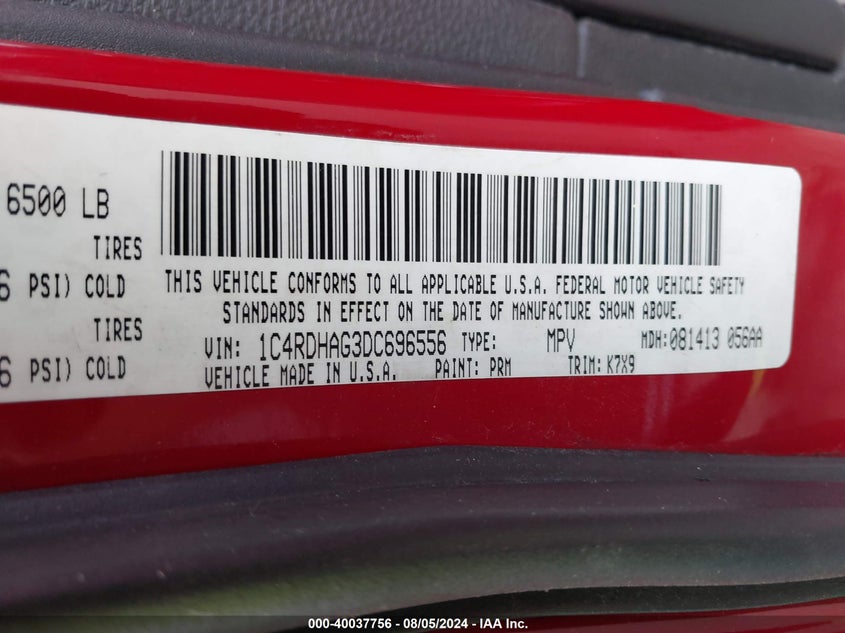 6500 LB
TIRES
6 PSI) COLD
TIRES
6 PSI) COLD
THIS VEHICLE CONFORMS TO ALL APPLICABLE U.S.A. FEDERAL MOTOR VEHICLE SAFETY
STANDARDS IN EFFECT ON THE DATE OF MANUFACTURE SHOWN ABOVE.
VIN: 1C4RDHAG3DC696556 TYPE: MPV MDH:081413 056AA
VEHICLE MADE IN U.S.A. PAINT: PRM TRIM: K7X9
000-40037756 - 08/05/2024 - IAA Inc.